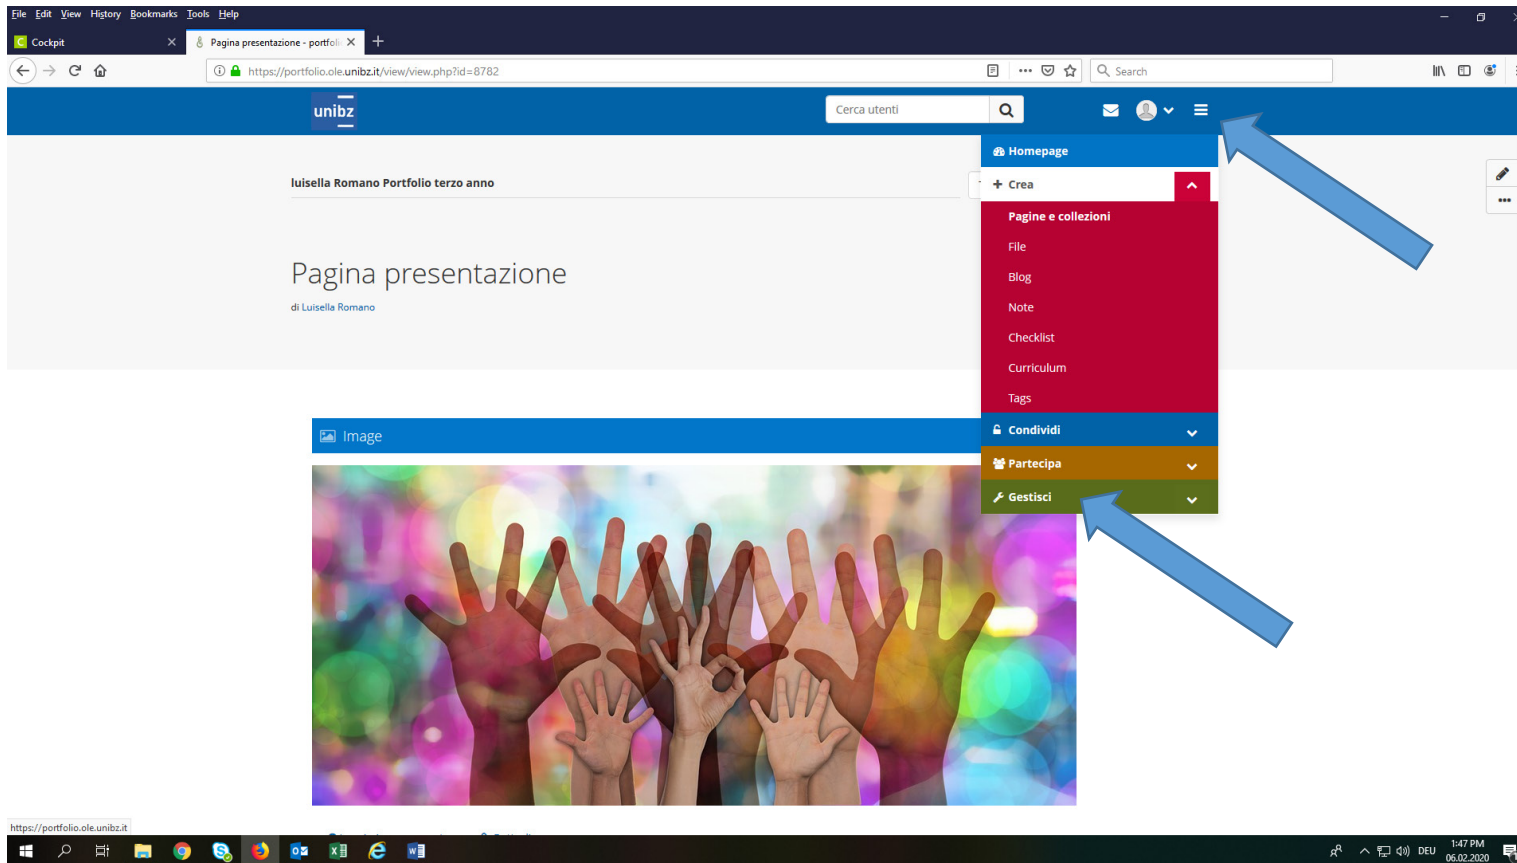 File Edit View History Bookmarks Tools Help
Cockpit
Pagina presentazione - portfoli
https://portfolio.ole.unibz.it/view/view.php?id=8782
Search
unibz
Cerca utenti
Homepage
luisella Romano Portfolio terzo anno
Crea
Pagine e collezioni
File
Blog
Pagina presentazione
di Luisella Romano
Note
Checklist
Curriculum
Tags
Image
Condividi
Partecipa
Gestisci
https://portfolio.ole.unibz.it
DEU
1:47 PM
06.02.2020